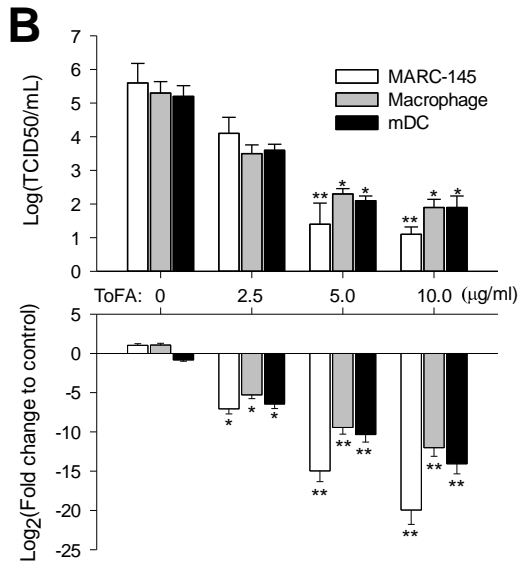 B
Log(TCID50/mL)
7
6
5
4
3
2
1
0
MARC-145
Macrophage
mDC
** * *
** * *
ToFA: 0 2.5 5.0 10.0 (μg/ml)
Log2(Fold change to control)
5
0
-5
-10
-15
-20
-25
* * *
** ** **
** ** **